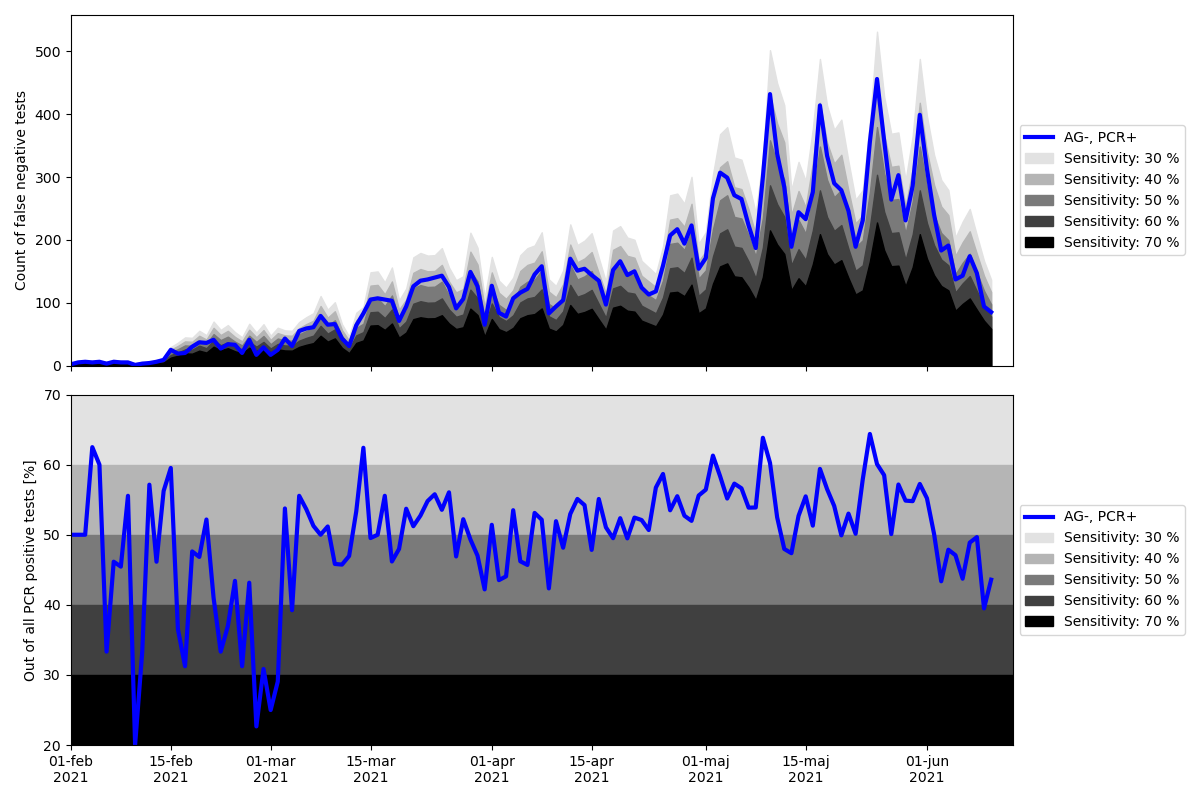 Count of false negative tests
500
400
300
200
100
0
AG-, PCR+
Sensitivity: 30 %
Sensitivity: 40 %
Sensitivity: 50 %
Sensitivity: 60 %
Sensitivity: 70 %
Out of all PCR positive tests [%]
70
60
50
40
30
20
01-feb
2021
15-feb
2021
01-mar
2021
15-mar
2021
01-apr
2021
15-apr
2021
01-maj
2021
15-maj
2021
01-jun
2021
AG-, PCR+
Sensitivity: 30 %
Sensitivity: 40 %
Sensitivity: 50 %
Sensitivity: 60 %
Sensitivity: 70 %